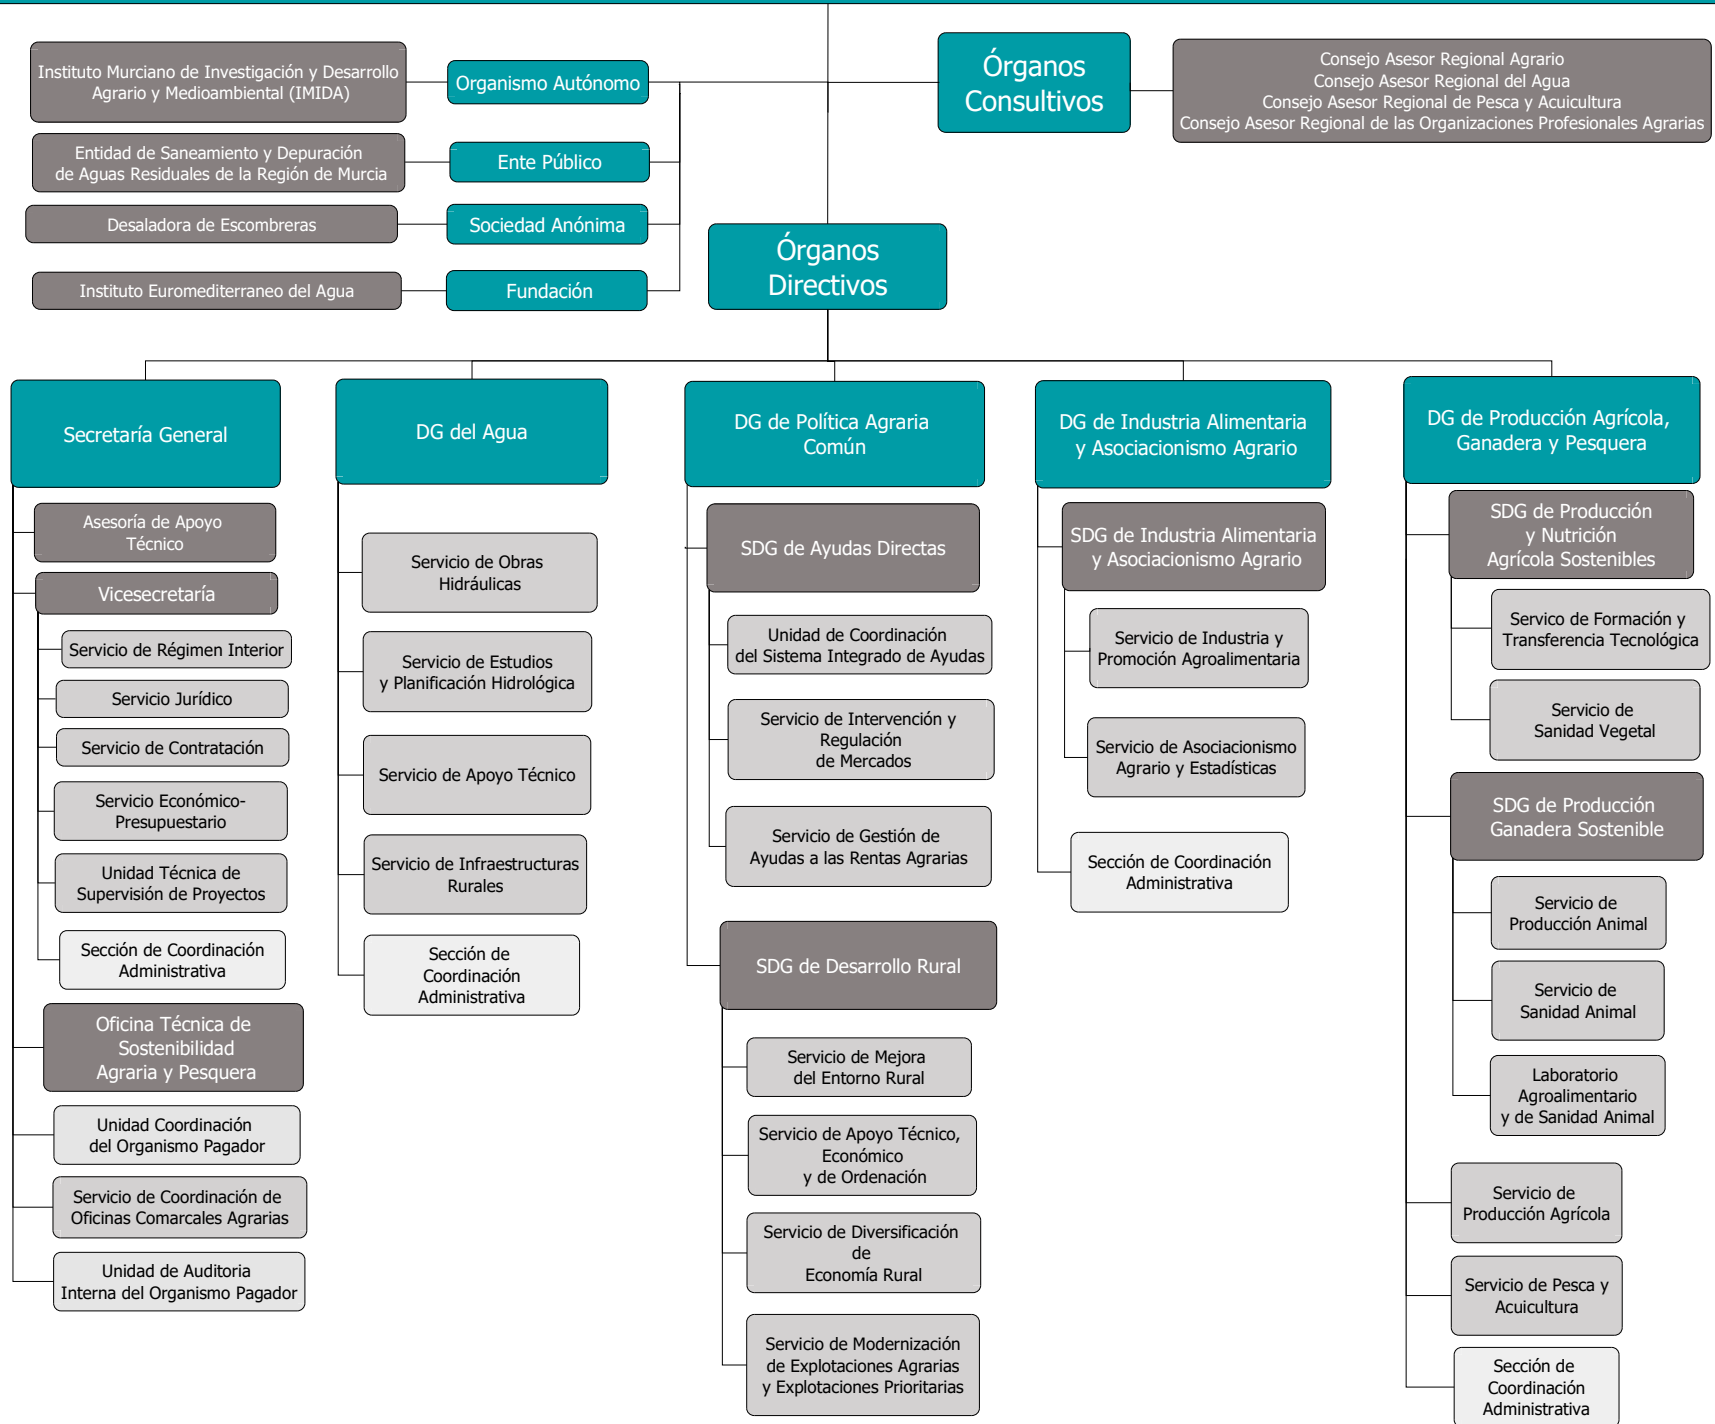 Instituto Murciano de Investigación y Desarrollo
Agrario y Medioambiental (IMIDA)
Organismo Autónomo
Órganos
Consultivos
Consejo Asesor Regional Agrario
Consejo Asesor Regional del Agua
Consejo Asesor Regional de Pesca y Acuicultura
Consejo Asesor Regional de las Organizaciones Profesionales Agrarias
Entidad de Saneamiento y Depuración
de Aguas Residuales de la Región de Murcia
Ente Público
Desaladora de Escombreras
Sociedad Anónima
Instituto Euromediterraneo del Agua
Fundación
Órganos
Directivos
Secretaría General
Asesoría de Apoyo
Técnico
Vicesecretaría
Servicio de Régimen Interior
Servicio Jurídico
Servicio de Contratación
Servicio Económico-
Presupuestario
Unidad Técnica de
Supervisión de Proyectos
Sección de Coordinación
Administrativa
Oficina Técnica de
Sostenibilidad
Agraria y Pesquera
Unidad Coordinación
del Organismo Pagador
Servicio de Coordinación de
Oficinas Comarcales Agrarias
Unidad de Auditoria
Interna del Organismo Pagador
DG del Agua
Servicio de Obras
Hidráulicas
Servicio de Estudios
y Planificación Hidrológica
Servicio de Apoyo Técnico
Servicio de Infraestructuras
Rurales
Sección de
Coordinación
Administrativa
DG de Política Agraria
Común
SDG de Ayudas Directas
Unidad de Coordinación
del Sistema Integrado de Ayudas
Servicio de Intervención y
Regulación
de Mercados
Servicio de Gestión de
Ayudas a las Rentas Agrarias
SDG de Desarrollo Rural
Servicio de Mejora
del Entorno Rural
Servicio de Apoyo Técnico,
Económico
y de Ordenación
Servicio de Diversificación
de
Economía Rural
Servicio de Modernización
de Explotaciones Agrarias
y Explotaciones Prioritarias
DG de Industria Alimentaria
y Asociacionismo Agrario
SDG de Industria Alimentaria
y Asociacionismo Agrario
Servicio de Industria y
Promoción Agroalimentaria
Servicio de Asociacionismo
Agrario y Estadísticas
Sección de Coordinación
Administrativa
DG de Producción Agrícola,
Ganadera y Pesquera
SDG de Producción
y Nutrición
Agrícola Sostenibles
Servico de Formación y
Transferencia Tecnológica
Servicio de
Sanidad Vegetal
SDG de Producción
Ganadera Sostenible
Servicio de
Producción Animal
Servicio de
Sanidad Animal
Laboratorio
Agroalimentario
y de Sanidad Animal
Servicio de
Producción Agrícola
Servicio de Pesca y
Acuicultura
Sección de
Coordinación
Administrativa